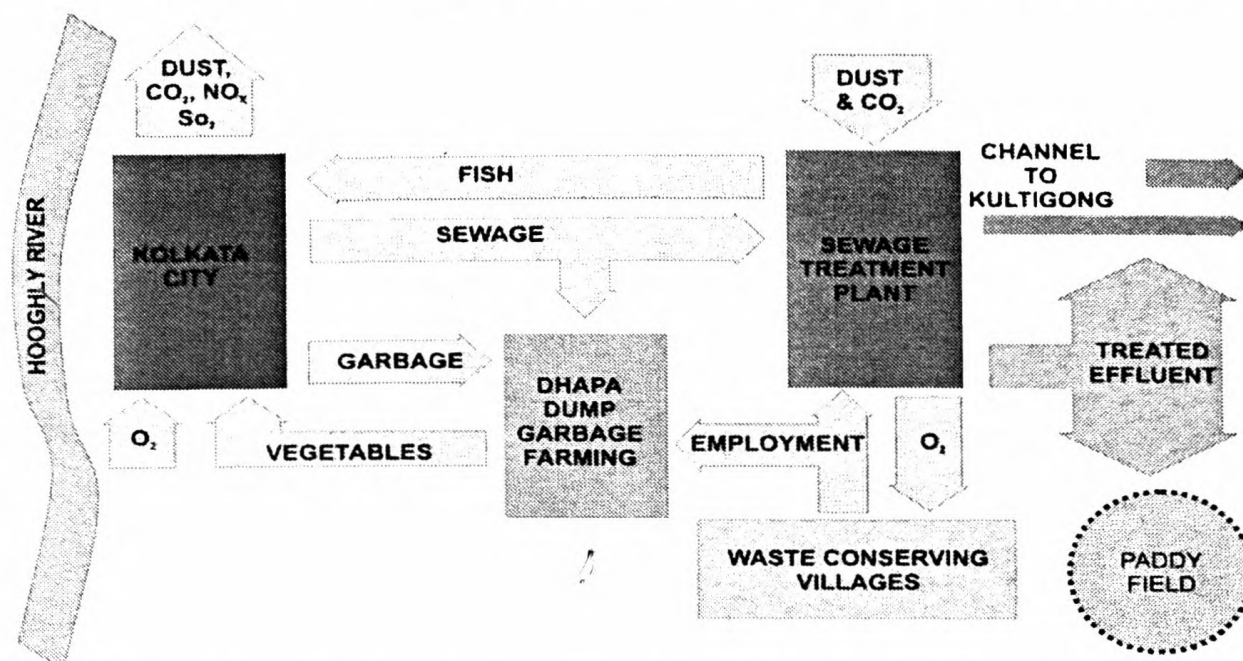 HOOGHLY RIVER
DUST,
CO₂, NOₓ
So₂
DUST
& CO₂
KOLKATA
CITY
FISH
SEWAGE
SEWAGE
TREATMENT
PLANT
CHANNEL
TO
KULTIGONG
GARBAGE
DHAPA
DUMP
GARBAGE
FARMING
TREATED
EFFLUENT
O₂
VEGETABLES
EMPLOYMENT
O₂
WASTE CONSERVING
VILLAGES
PADDY
FIELD